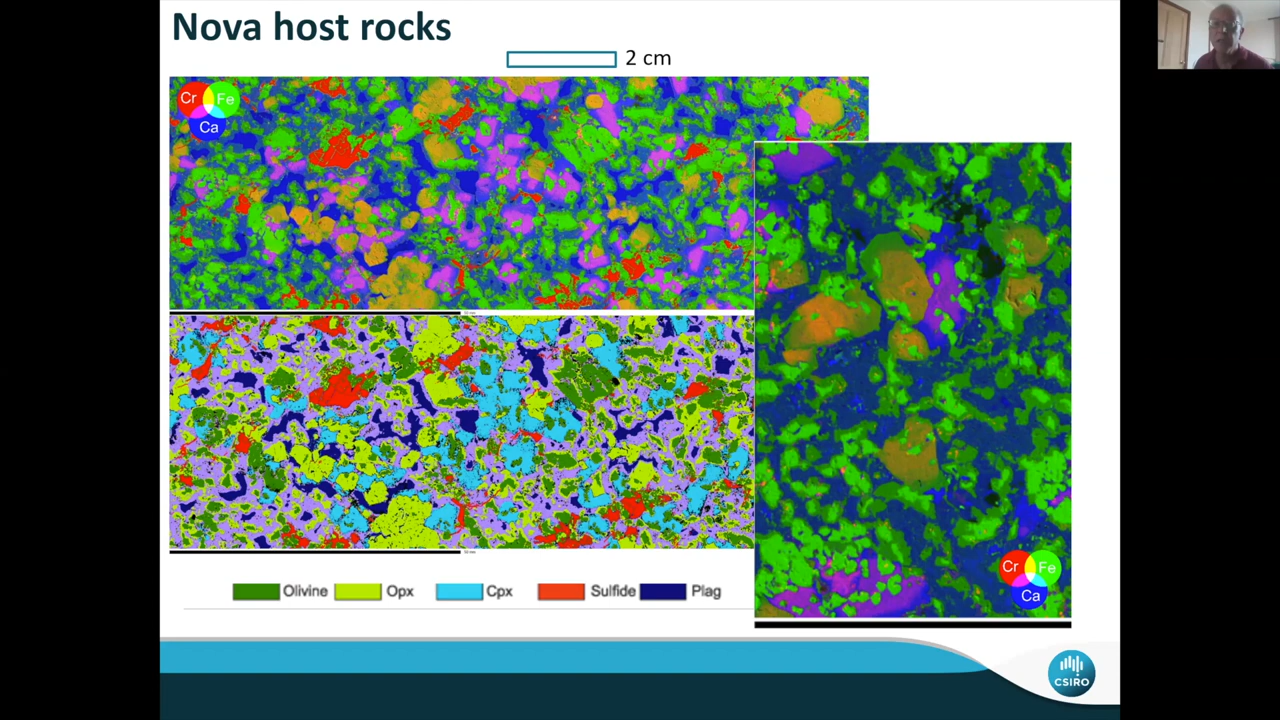 Nova host rocks
2 cm
Cr Fe
Ca
Olivine Opx Cpx Sulfide Plag
Cr Fe
Ca
CSIRO